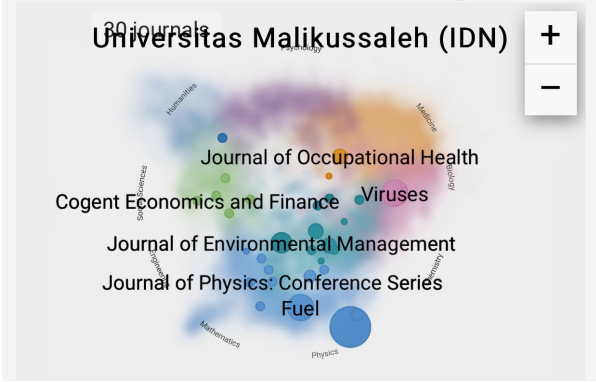 30 journals
Universitas Malikussaleh (IDN)
+
−
Psychology
Humanities
Medicine
Journal of Occupational Health
Biology
Social Sciences
Viruses
Cogent Economics and Finance
Journal of Environmental Management
Engineering
Chemistry
Journal of Physics: Conference Series
Fuel
Mathematics
Physics